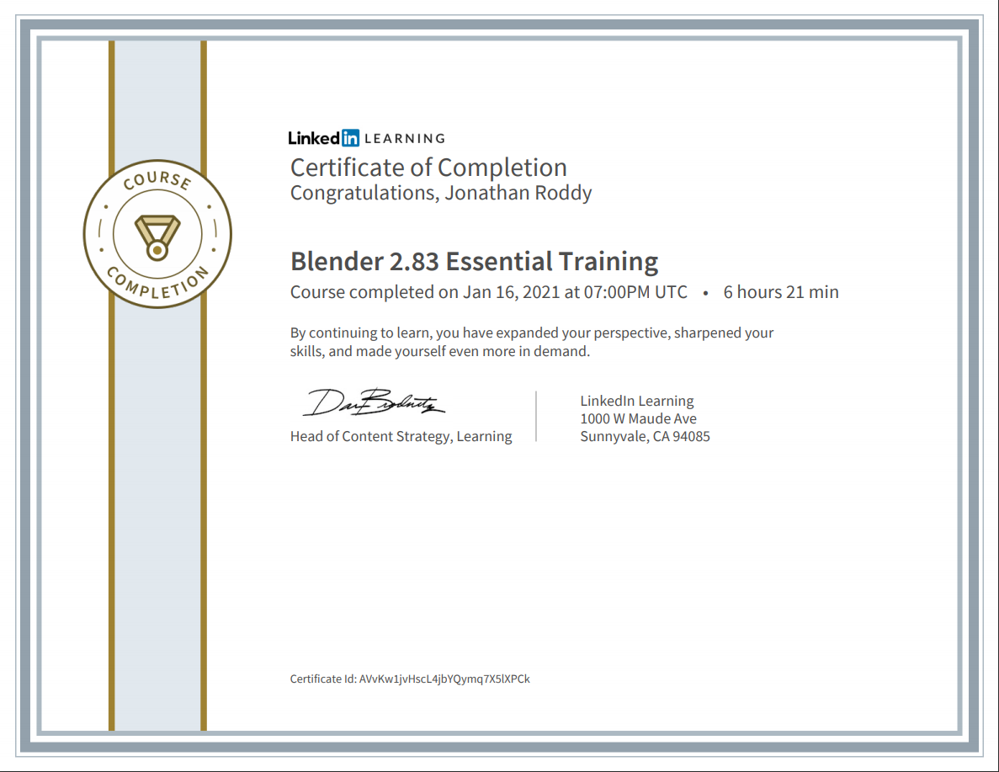 COURSE
COMPLETION
Linked in LEARNING
Certificate of Completion
Congratulations, Jonathan Roddy
Blender 2.83 Essential Training
Course completed on Jan 16, 2021 at 07:00PM UTC • 6 hours 21 min
By continuing to learn, you have expanded your perspective, sharpened your
skills, and made yourself even more in demand.
Head of Content Strategy, Learning
LinkedIn Learning
1000 W Maude Ave
Sunnyvale, CA 94085
Certificate Id: AVvKw1jvHscL4jbYQymq7X5lXPCk